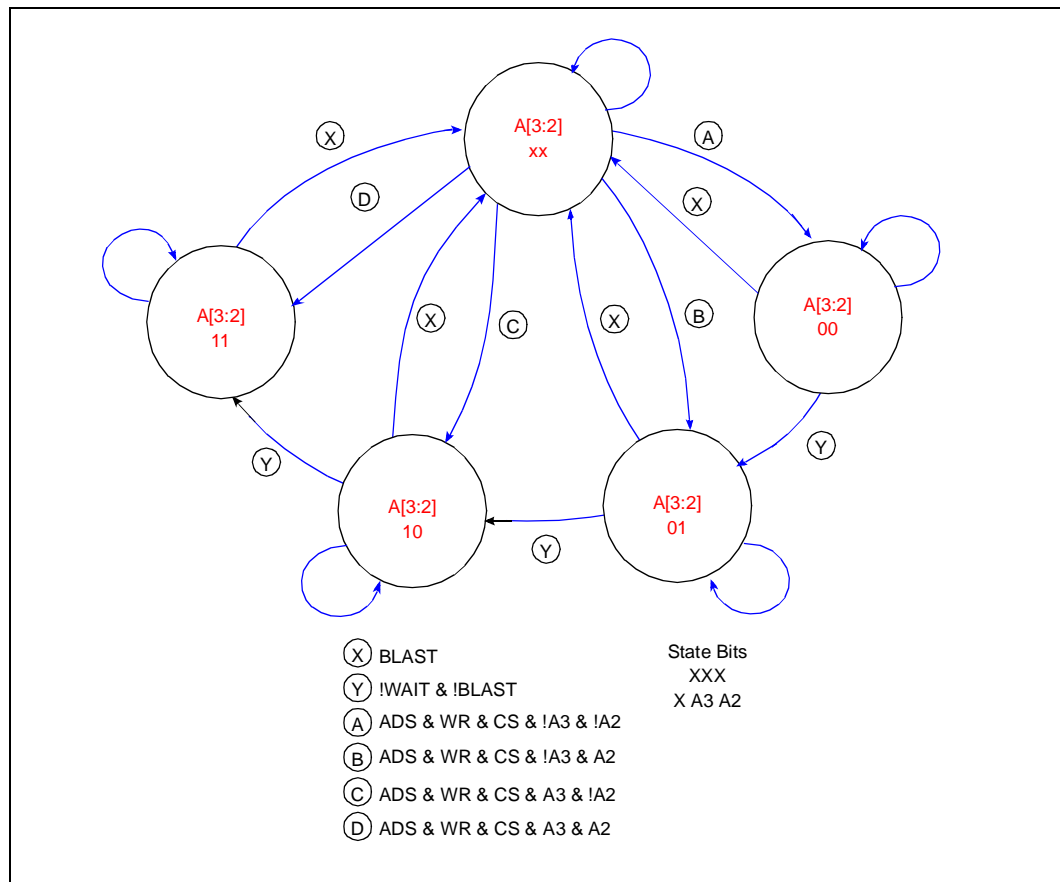 A[3:2]
xx
A
X
D
X
A[3:2]
11
X
C
X
B
A[3:2]
00
Y
Y
A[3:2]
10
Y
A[3:2]
01
X BLAST
Y !WAIT & !BLAST
A ADS & WR & CS & !A3 & !A2
B ADS & WR & CS & !A3 & A2
C ADS & WR & CS & A3 & !A2
D ADS & WR & CS & A3 & A2
State Bits
XXX
X A3 A2